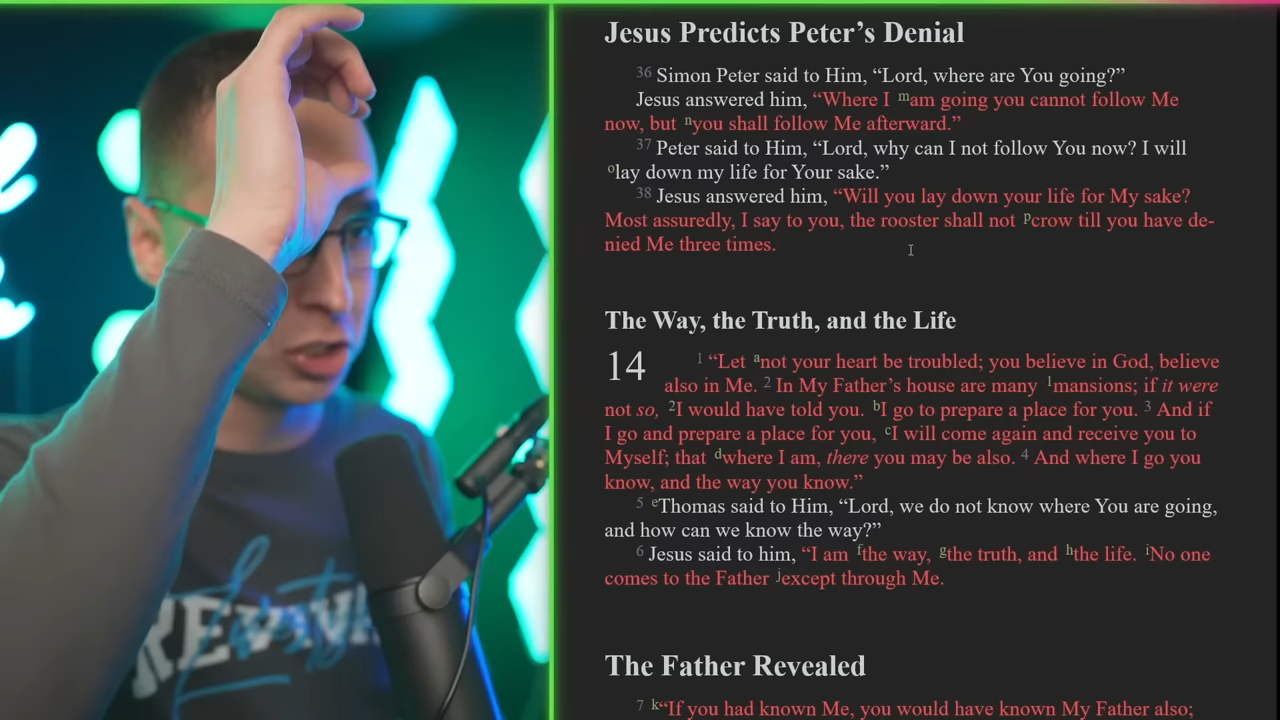 REVIVAL
Jesus Predicts Peter’s Denial
36 Simon Peter said to Him, “Lord, where are You going?”
Jesus answered him, “Where I mam going you cannot follow Me
now, but nyou shall follow Me afterward.”
37 Peter said to Him, “Lord, why can I not follow You now? I will
olay down my life for Your sake.”
38 Jesus answered him, “Will you lay down your life for My sake?
Most assuredly, I say to you, the rooster shall not pcrow till you have de-
nied Me three times.
The Way, the Truth, and the Life
14 1 “Let anot your heart be troubled; you believe in God, believe
also in Me. 2 In My Father’s house are many 1mansions; if it were
not so, 2I would have told you. bI go to prepare a place for you. 3 And if
I go and prepare a place for you, cI will come again and receive you to
Myself; that dwhere I am, there you may be also. 4 And where I go you
know, and the way you know.”
5 eThomas said to Him, “Lord, we do not know where You are going,
and how can we know the way?”
6 Jesus said to him, “I am fthe way, gthe truth, and hthe life. iNo one
comes to the Father jexcept through Me.
The Father Revealed
7 k“If you had known Me, you would have known My Father also;